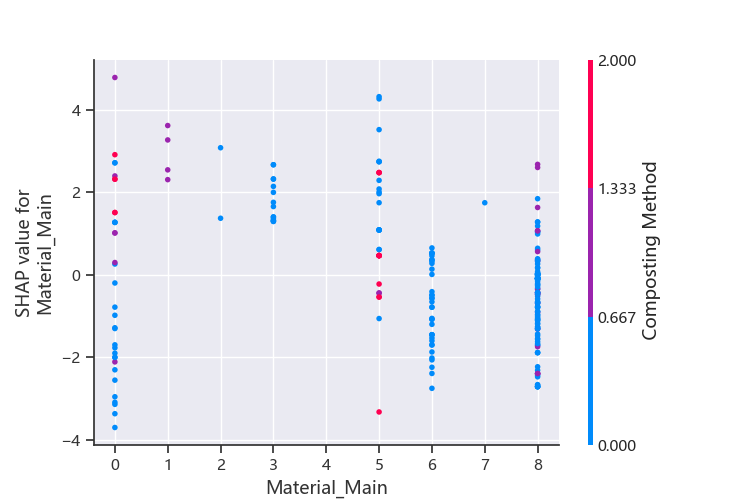 4
2
0
−2
−4
SHAP value for
Material_Main
0 1 2 3 4 5 6 7 8
Material_Main
2.000
1.333
0.667
0.000
Composting Method